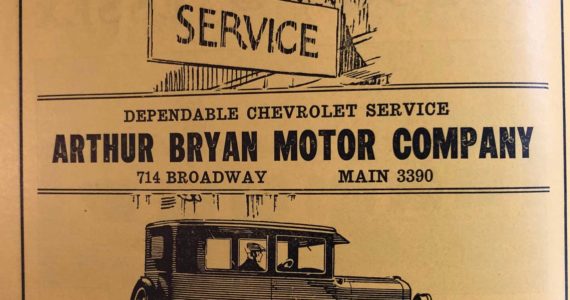 SERVICE
DEPENDABLE CHEVROLET SERVICE
ARTHUR BRYAN MOTOR COMPANY
714 BROADWAY MAIN 3390